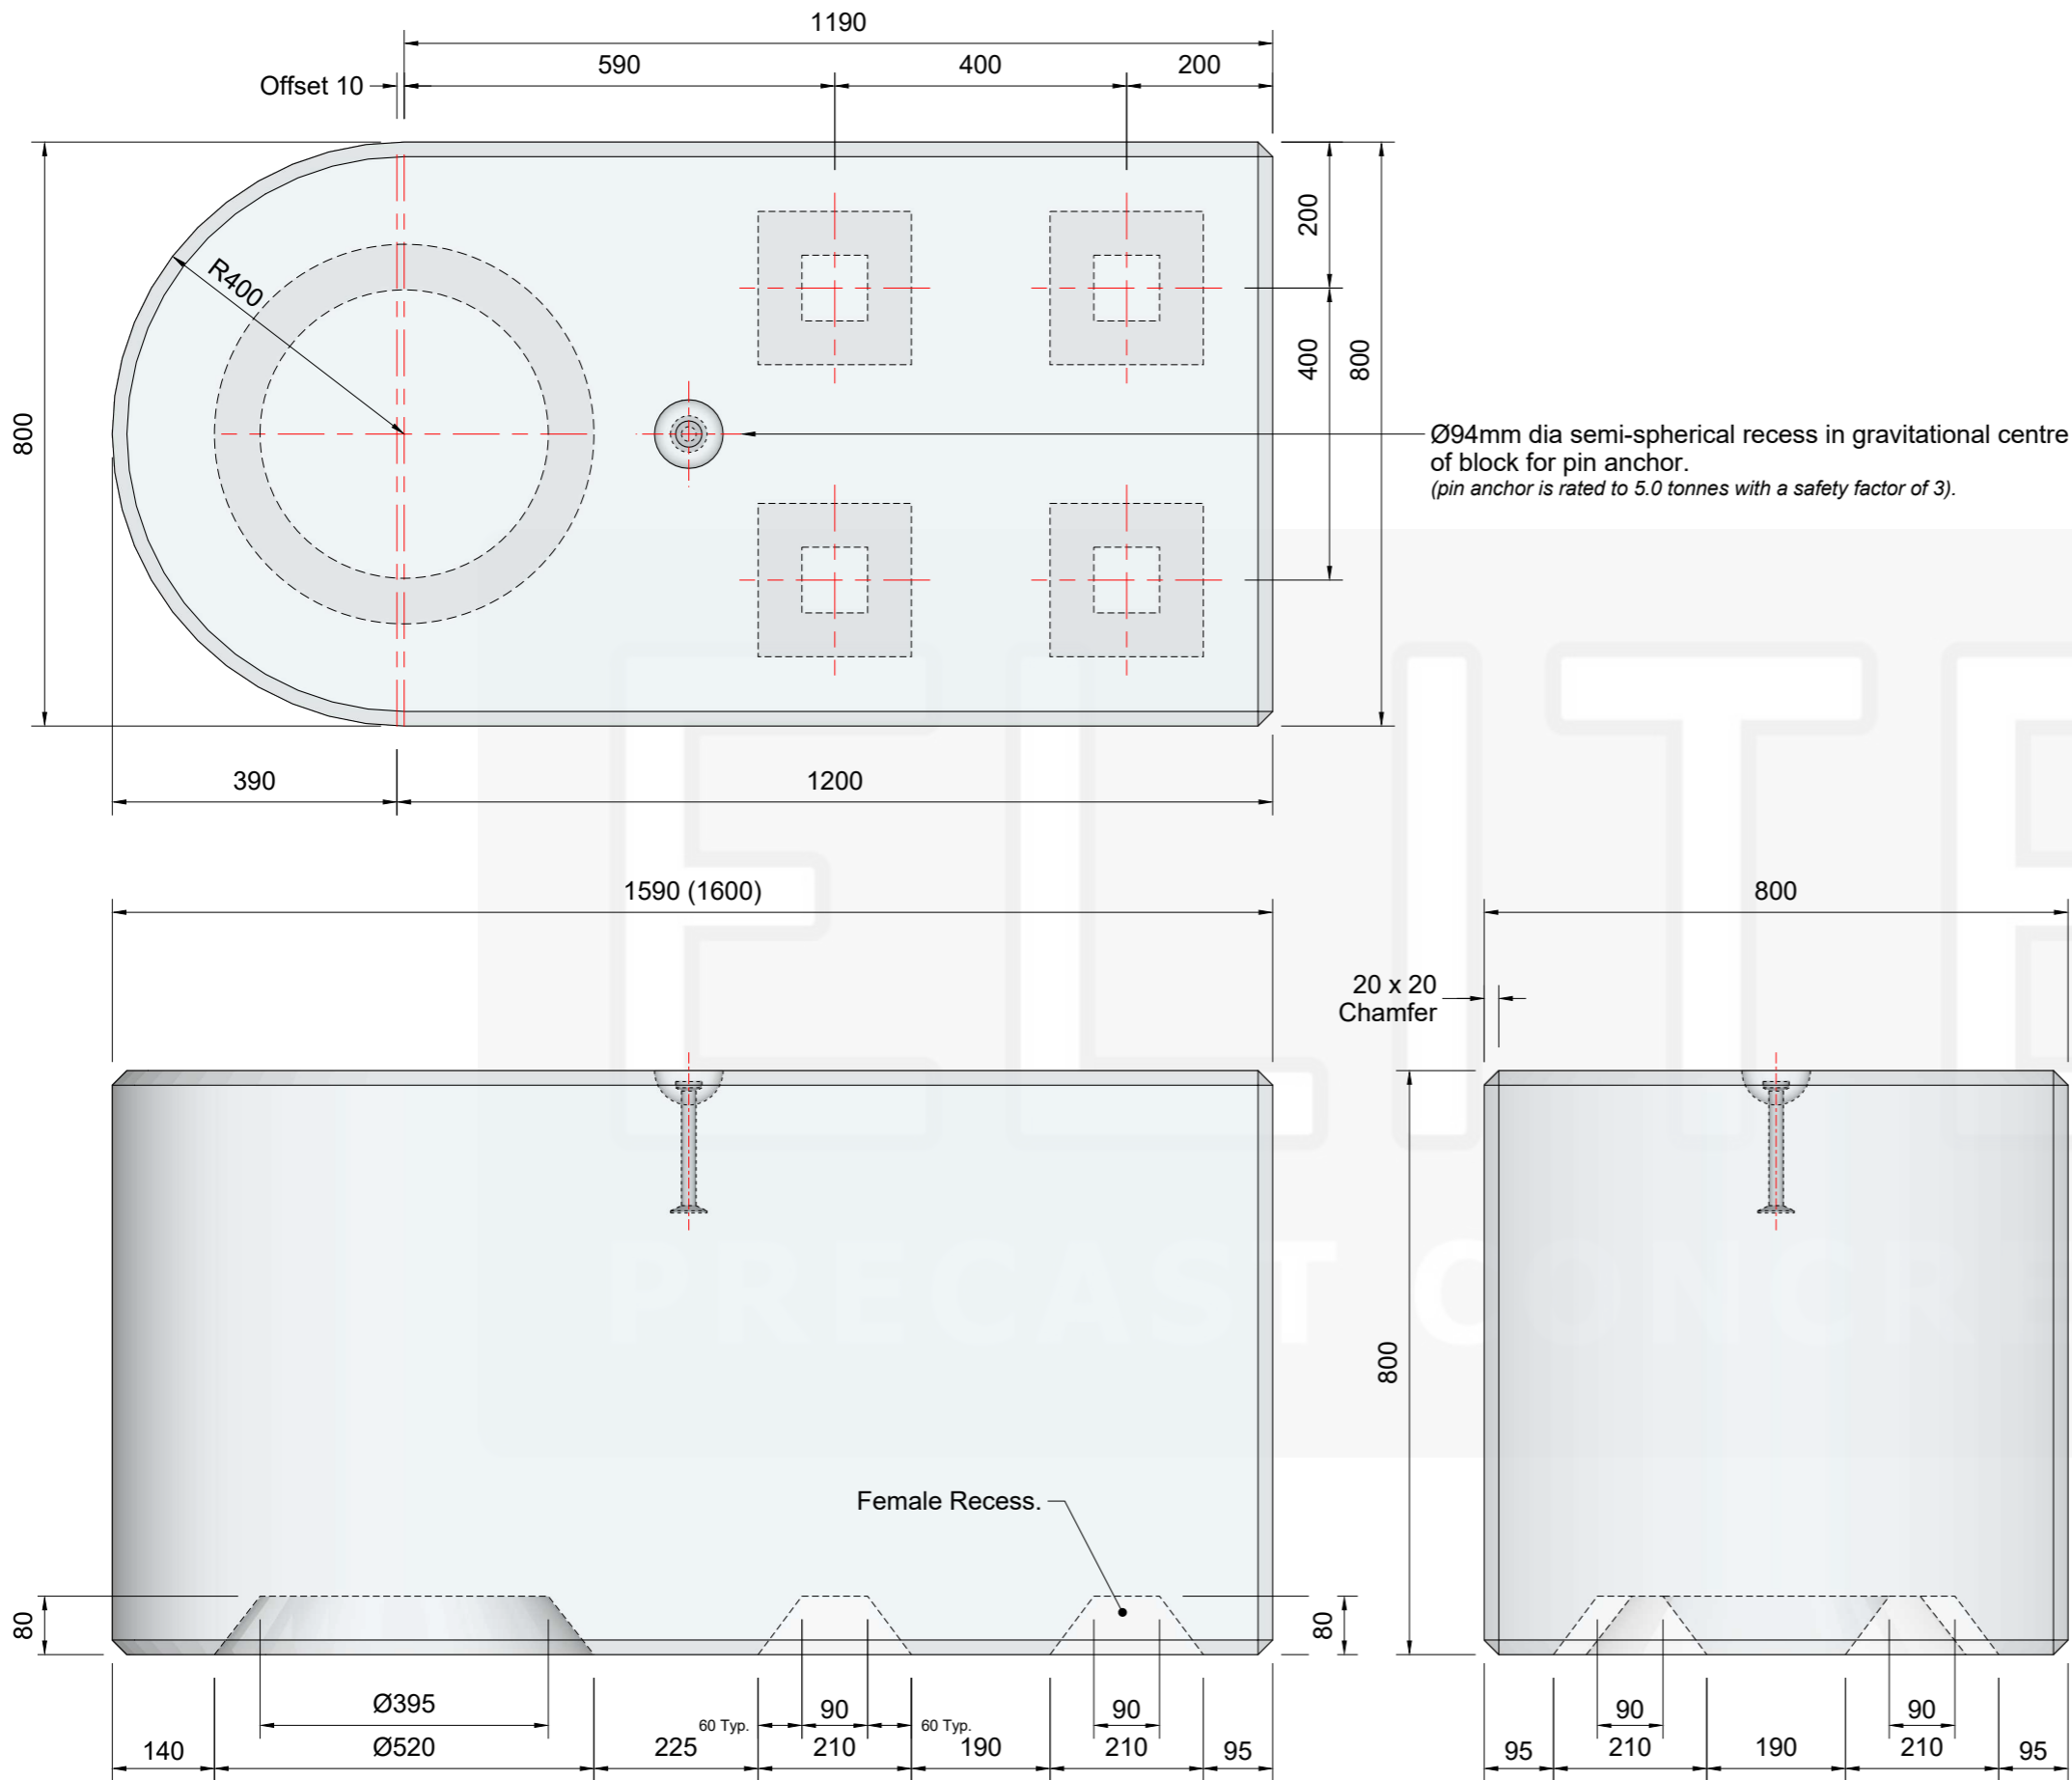 1190
590
400
200
Offset 10
R400
200
400
800
800
Ø94mm dia semi-spherical recess in gravitational centre
of block for pin anchor.
(pin anchor is rated to 5.0 tonnes with a safety factor of 3).
390
1200
1590 (1600)
800
20 x 20
Chamfer
ELITE
PRECAST CONCRE
800
Female Recess.
80
80
Ø395
60 Typ.
90
60 Typ.
90
90
90
140
Ø520
225
210
190
210
95
95
210
190
210
95